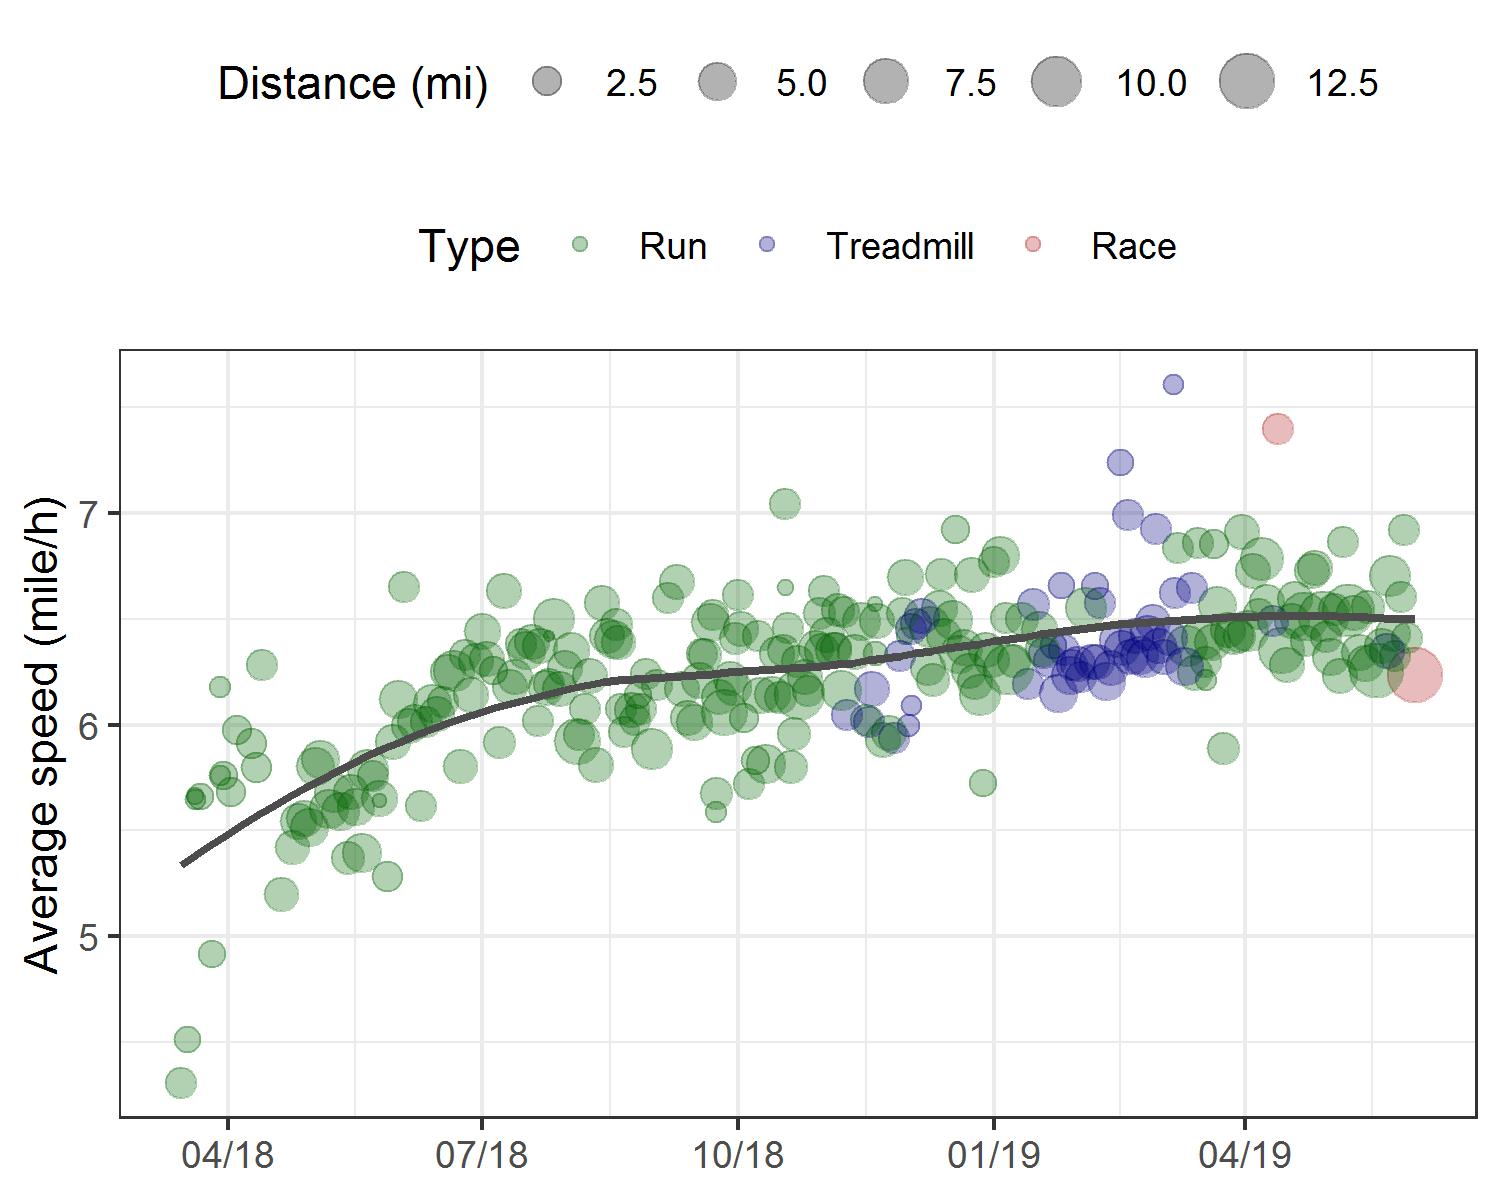 Distance (mi) 2.5 5.0 7.5 10.0 12.5
Type Run Treadmill Race
Average speed (mile/h)
7
6
5
04/18 07/18 10/18 01/19 04/19